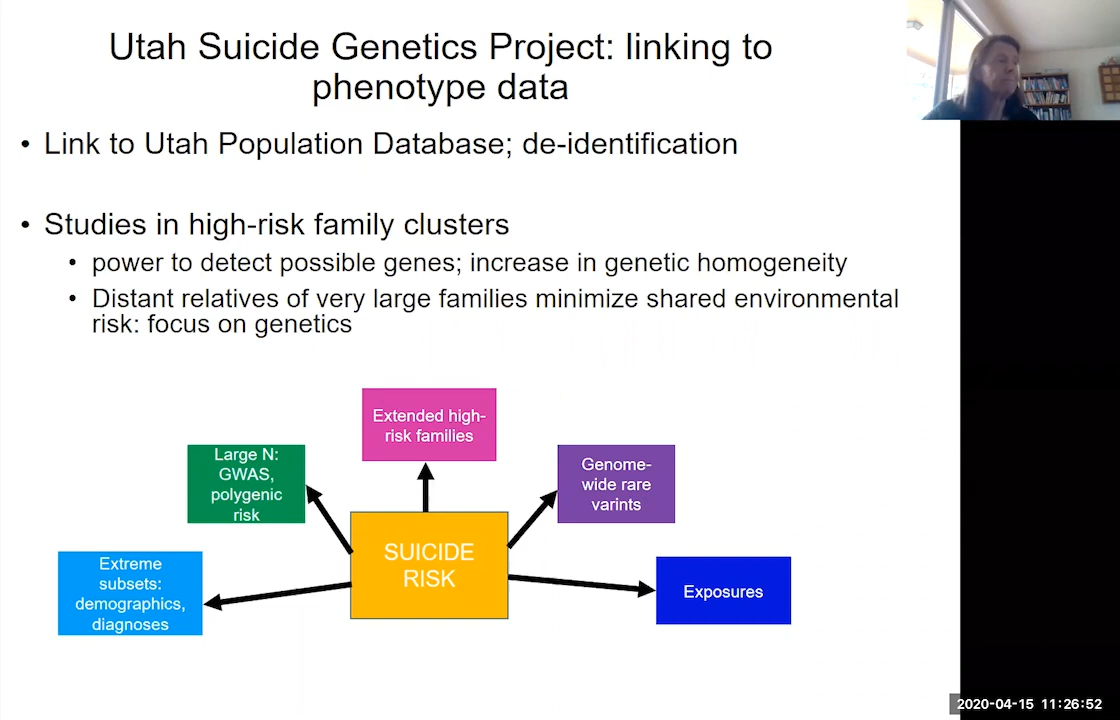 Utah Suicide Genetics Project: linking to
phenotype data
• Link to Utah Population Database; de-identification
• Studies in high-risk family clusters
• power to detect possible genes; increase in genetic homogeneity
• Distant relatives of very large families minimize shared environmental
risk: focus on genetics
Extended high-
risk families
Large N:
GWAS,
polygenic
risk
Genome-
wide rare
varints
SUICIDE
RISK
Extreme
subsets:
demographics,
diagnoses
Exposures
2020-04-15 11:26:52